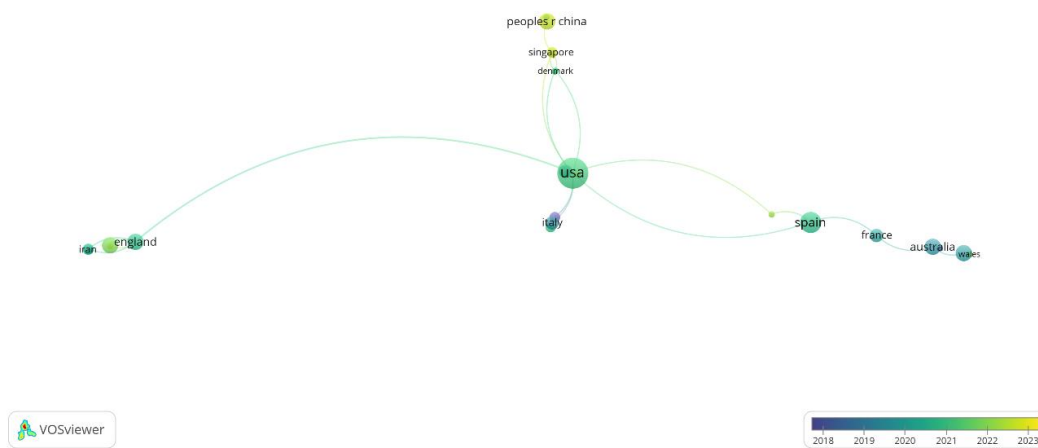 peoples r china
singapore
denmark
usa
italy
spain
england
iran
france
australia
wales
VOSviewer
2018 2019 2020 2021 2022 2023